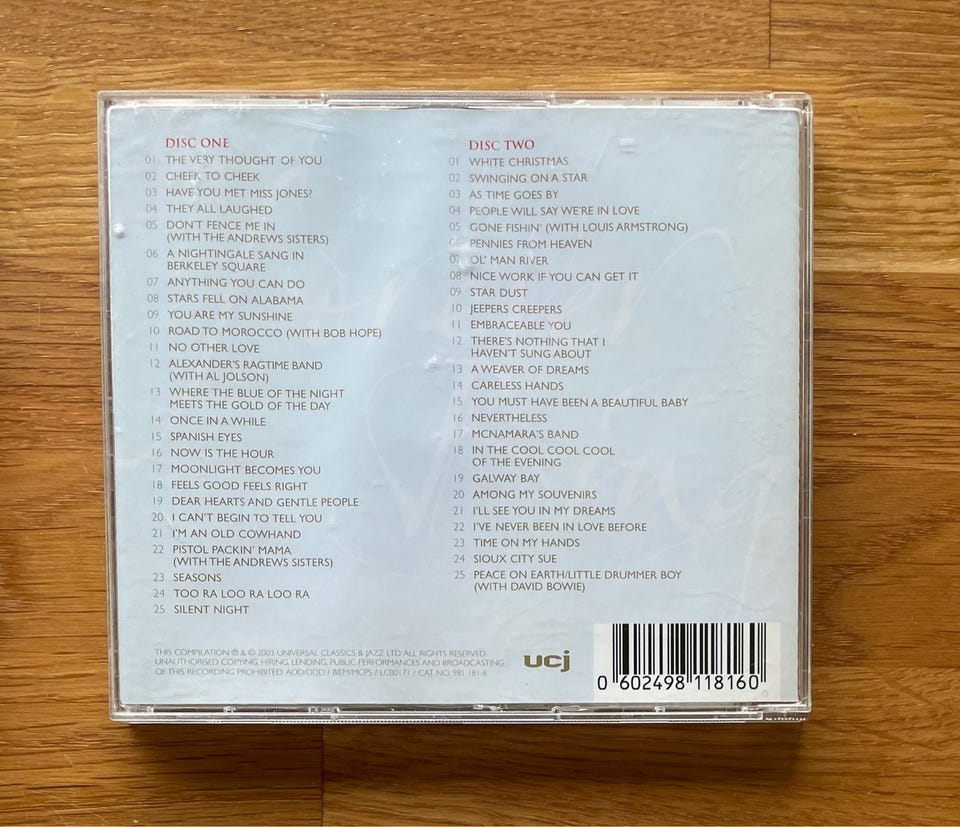 DISC ONE
01 THE VERY THOUGHT OF YOU
02 CHEEK TO CHEEK
03 HAVE YOU MET MISS JONES?
04 THEY ALL LAUGHED
05 DON'T FENCE ME IN
(WITH THE ANDREWS SISTERS)
06 A NIGHTINGALE SANG IN
BERKELEY SQUARE
07 ANYTHING YOU CAN DO
08 STARS FELL ON ALABAMA
09 YOU ARE MY SUNSHINE
10 ROAD TO MOROCCO (WITH BOB HOPE)
11 NO OTHER LOVE
12 ALEXANDER'S RAGTIME BAND
(WITH AL JOLSON)
13 WHERE THE BLUE OF THE NIGHT
MEETS THE GOLD OF THE DAY
14 ONCE IN A WHILE
15 SPANISH EYES
16 NOW IS THE HOUR
17 MOONLIGHT BECOMES YOU
18 FEELS GOOD FEELS RIGHT
19 DEAR HEARTS AND GENTLE PEOPLE
20 I CAN'T BEGIN TO TELL YOU
21 I'M AN OLD COWHAND
22 PISTOL PACKIN' MAMA
(WITH THE ANDREWS SISTERS)
23 SEASONS
24 TOO RA LOO RA LOO RA
25 SILENT NIGHT
DISC TWO
01 WHITE CHRISTMAS
02 SWINGING ON A STAR
03 AS TIME GOES BY
04 PEOPLE WILL SAY WE'RE IN LOVE
05 GONE FISHIN' (WITH LOUIS ARMSTRONG)
06 PENNIES FROM HEAVEN
07 OL' MAN RIVER
08 NICE WORK IF YOU CAN GET IT
09 STAR DUST
10 JEEPERS CREEPERS
11 EMBRACEABLE YOU
12 THERE'S NOTHING THAT I
HAVEN'T SUNG ABOUT
13 A WEAVER OF DREAMS
14 CARELESS HANDS
15 YOU MUST HAVE BEEN A BEAUTIFUL BABY
16 NEVERTHELESS
17 MCNAMARA'S BAND
18 IN THE COOL COOL COOL
OF THE EVENING
19 GALWAY BAY
20 AMONG MY SOUVENIRS
21 I'LL SEE YOU IN MY DREAMS
22 I'VE NEVER BEEN IN LOVE BEFORE
23 TIME ON MY HANDS
24 SIOUX CITY SUE
25 PEACE ON EARTH/LITTLE DRUMMER BOY
(WITH DAVID BOWIE)
THIS COMPILATION ℗ & © 2003 UNIVERSAL CLASSICS & JAZZ LTD. ALL RIGHTS RESERVED.
UNAUTHORISED COPYING, HIRING, LENDING, PUBLIC PERFORMANCES AND BROADCASTING
OF THIS RECORDING PROHIBITED. ADD/DDD / BIEM/MCPS / LC00171 / CAT NO. 981 181-6
ucj
0 602498 118160